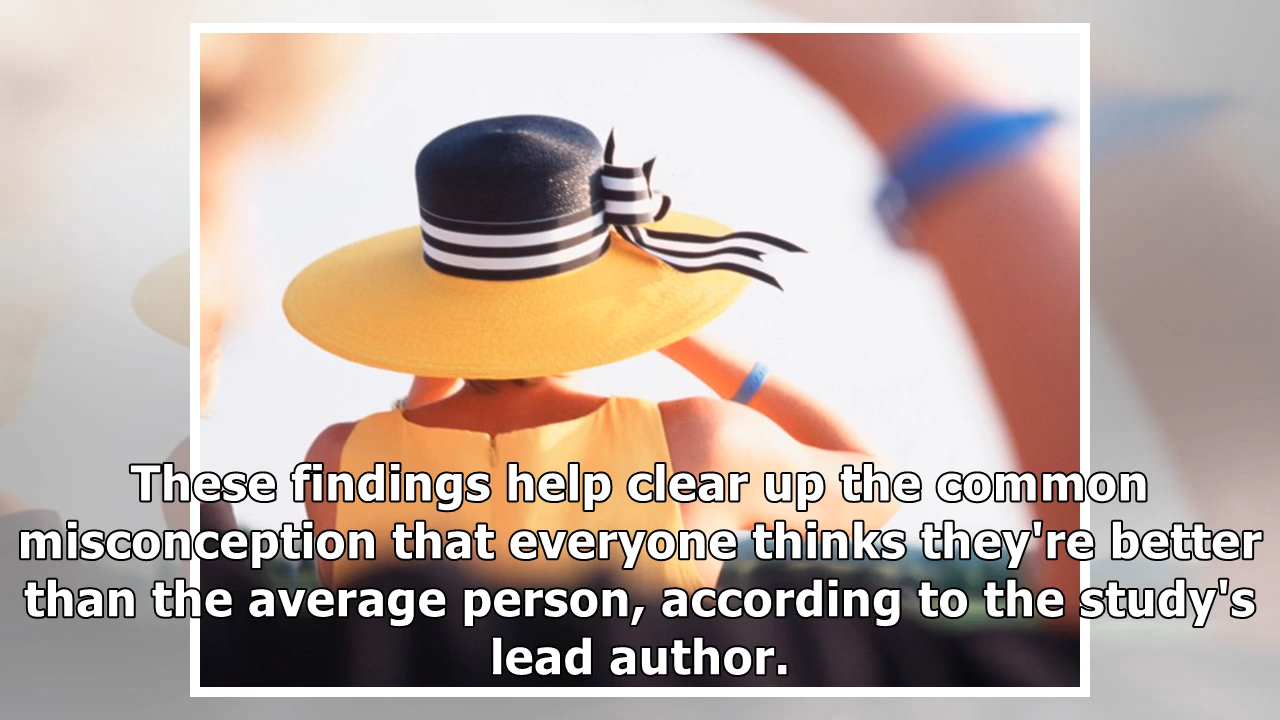 These findings help clear up the common
misconception that everyone thinks they're better
than the average person, according to the study's
lead author.